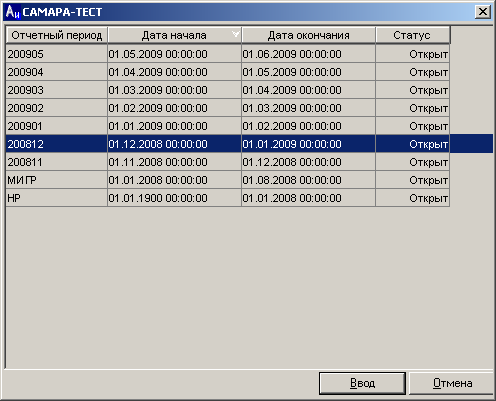 Аи САМАРА-ТЕСТ
Отчетный период Дата начала Дата окончания Статус
200905 01.05.2009 00:00:00 01.06.2009 00:00:00 Открыт
200904 01.04.2009 00:00:00 01.05.2009 00:00:00 Открыт
200903 01.03.2009 00:00:00 01.04.2009 00:00:00 Открыт
200902 01.02.2009 00:00:00 01.03.2009 00:00:00 Открыт
200901 01.01.2009 00:00:00 01.02.2009 00:00:00 Открыт
200812 01.12.2008 00:00:00 01.01.2009 00:00:00 Открыт
200811 01.11.2008 00:00:00 01.12.2008 00:00:00 Открыт
МИГР 01.01.2008 00:00:00 01.08.2008 00:00:00 Открыт
НР 01.01.1900 00:00:00 01.01.2008 00:00:00 Открыт
Ввод Отмена